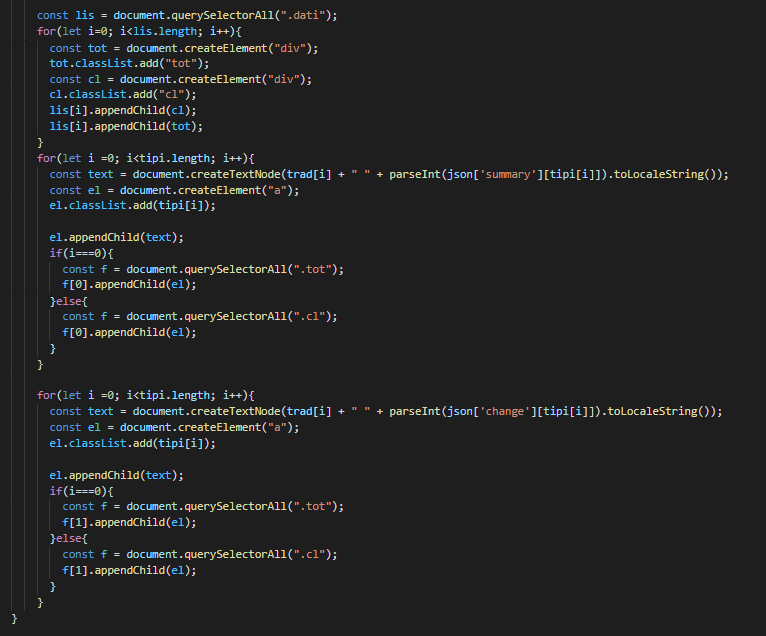 const lis = document.querySelectorAll(".dati");
for(let i=0; i<lis.length; i++){
const tot = document.createElement("div");
tot.classList.add("tot");
const cl = document.createElement("div");
cl.classList.add("cl");
lis[i].appendChild(cl);
lis[i].appendChild(tot);
}
for(let i =0; i<tipi.length; i++){
const text = document.createTextNode(trad[i] + " " + parseInt(json['summary'][tipi[i]]).toLocaleString());
const el = document.createElement("a");
el.classList.add(tipi[i]);
el.appendChild(text);
if(i===0){
const f = document.querySelectorAll(".tot");
f[0].appendChild(el);
}else{
const f = document.querySelectorAll(".cl");
f[0].appendChild(el);
}
}
for(let i =0; i<tipi.length; i++){
const text = document.createTextNode(trad[i] + " " + parseInt(json['change'][tipi[i]]).toLocaleString());
const el = document.createElement("a");
el.classList.add(tipi[i]);
el.appendChild(text);
if(i===0){
const f = document.querySelectorAll(".tot");
f[1].appendChild(el);
}else{
const f = document.querySelectorAll(".cl");
f[1].appendChild(el);
}
}
}